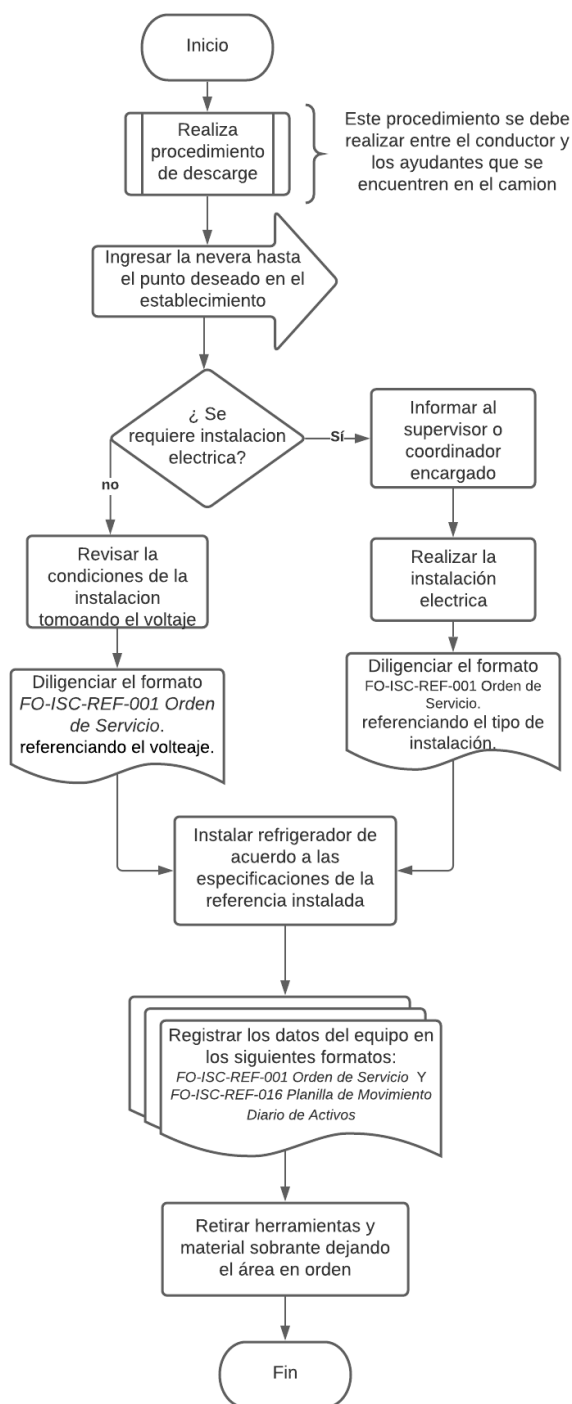 Inicio
Realiza
procedimiento
de descarge
Este procedimiento se debe
realizar entre el conductor y
los ayudantes que se
encuentren en el camion
Ingresar la nevera hasta
el punto deseado en el
establecimiento
¿ Se
requiere instalacion
electrica?
Sí
no
Informar al
supervisor o
coordinador
encargado
Revisar la
condiciones de la
instalacion
tomoando el voltaje
Realizar la
instalación
electrica
Diligenciar el formato
FO-ISC-REF-001 Orden
de Servicio.
referenciando el volteaje.
Diligenciar el formato
FO-ISC-REF-001 Orden de
Servicio.
referenciando el tipo de
instalación.
Instalar refrigerador de
acuerdo a las
especificaciones de la
referencia instalada
Registrar los datos del equipo en
los siguientes formatos:
FO-ISC-REF-001 Orden de Servicio Y
FO-ISC-REF-016 Planilla de Movimiento
Diario de Activos
Retirar herramientas y
material sobrante dejando
el área en orden
Fin